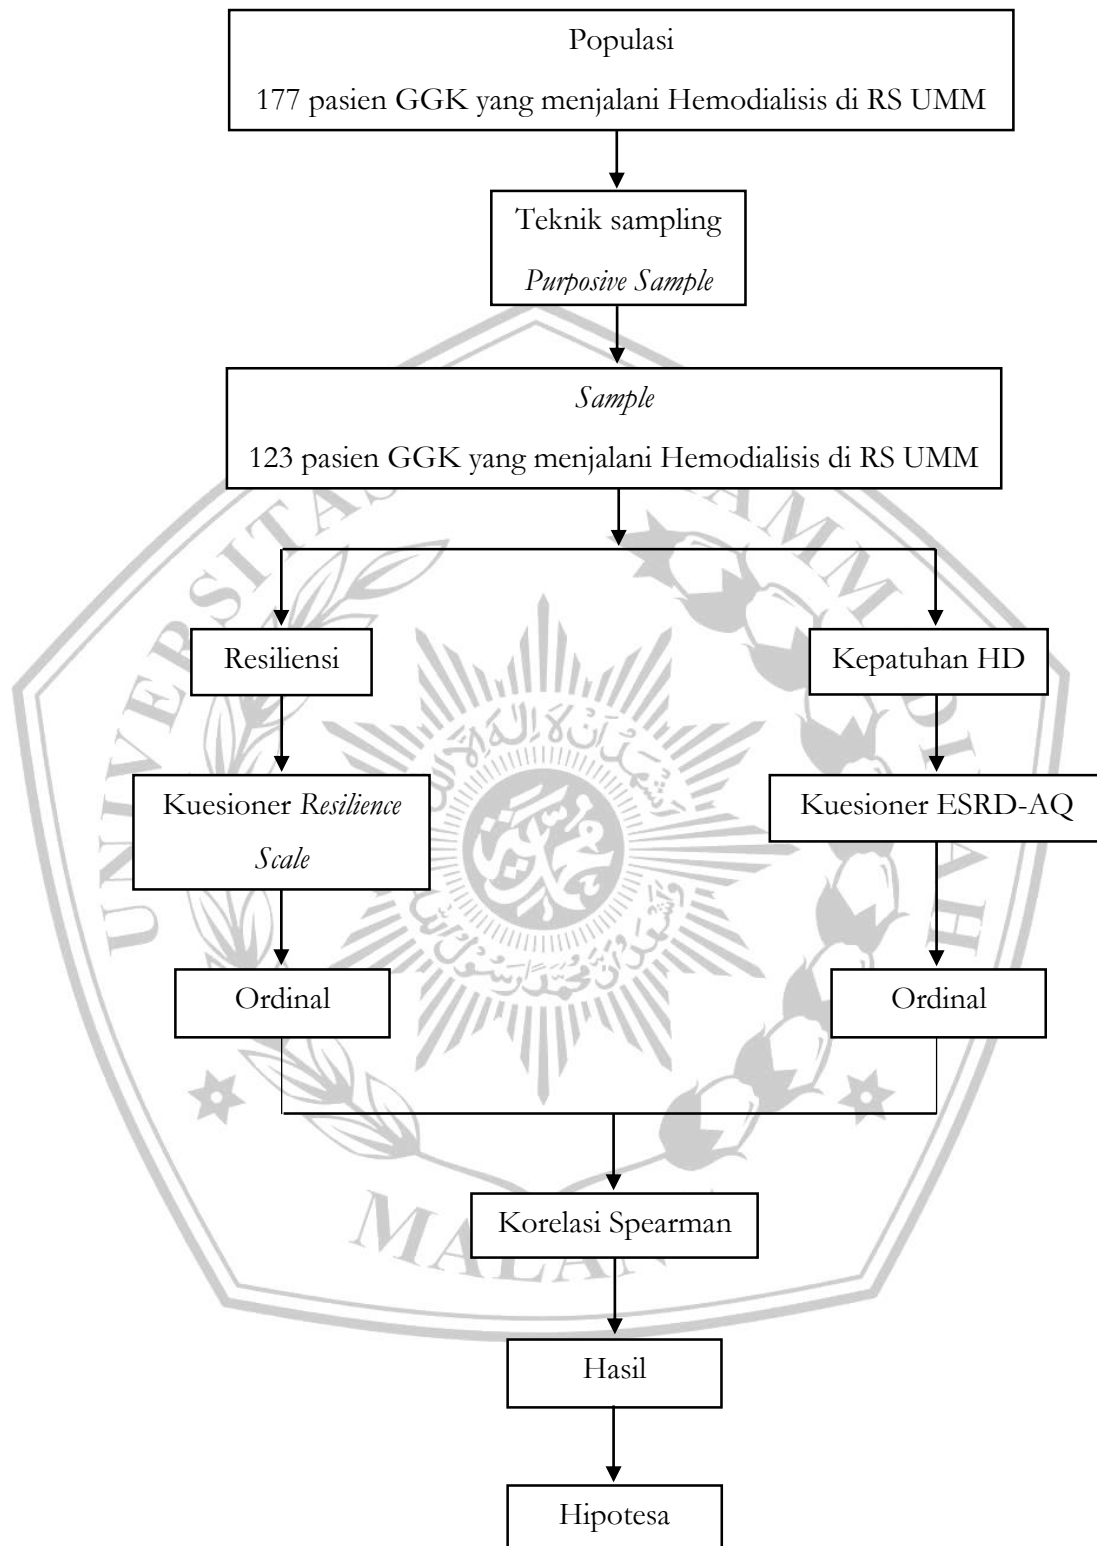 Populasi
177 pasien GGK yang menjalani Hemodialisis di RS UMM
Teknik sampling
Purposive Sample
Sample
123 pasien GGK yang menjalani Hemodialisis di RS UMM
Resiliensi
Kepatuhan HD
Kuesioner Resilience
Scale
Kuesioner ESRD-AQ
Ordinal
Ordinal
Korelasi Spearman
Hasil
Hipotesa
UNIVERSITAS
MALAN